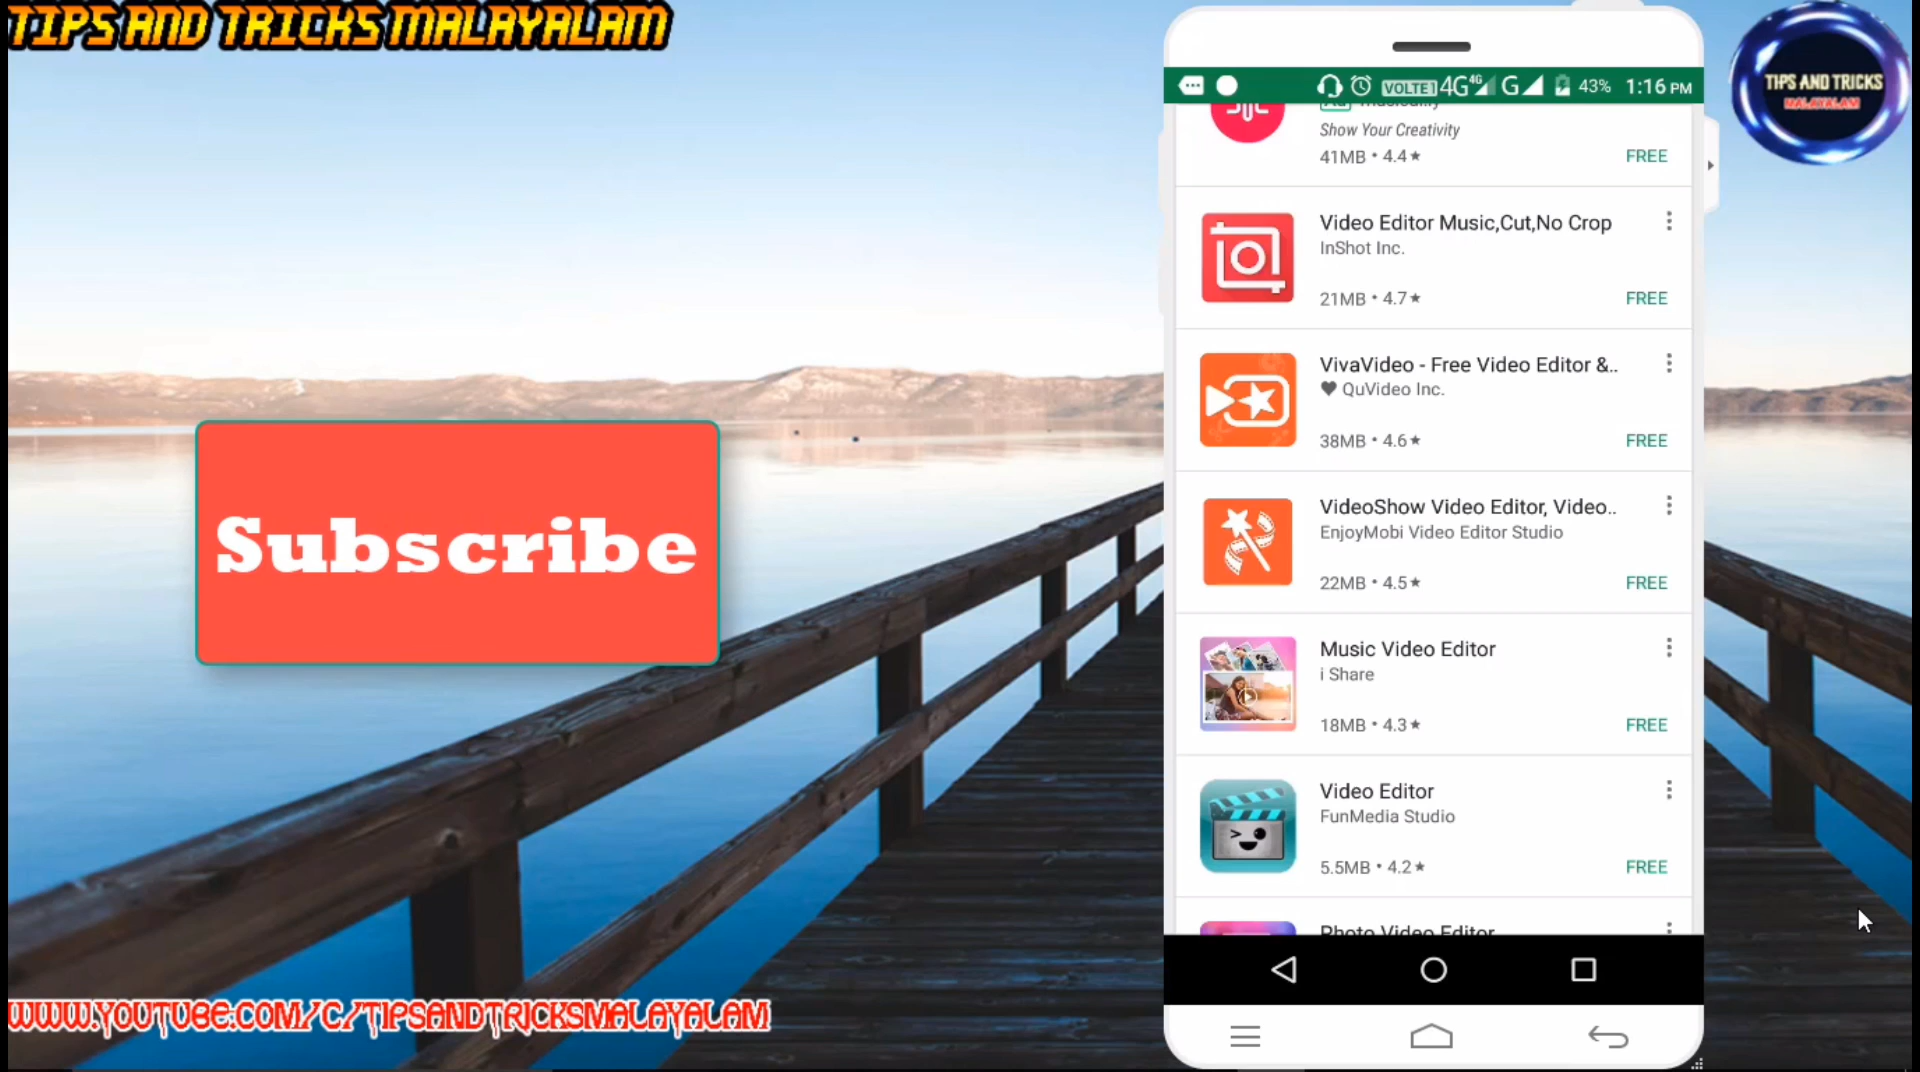 TIPS AND TRICKS MALAYALAM
TIPS AND TRICKS
MALAYALAM
VOLTE1 4G 4G G 43% 1:16 PM
Show Your Creativity
41MB • 4.4★ FREE
Video Editor Music,Cut,No Crop
InShot Inc.
21MB • 4.7★ FREE
VivaVideo - Free Video Editor &..
QuVideo Inc.
38MB • 4.6★ FREE
VideoShow Video Editor, Video..
EnjoyMobi Video Editor Studio
22MB • 4.5★ FREE
Subscribe
Music Video Editor
i Share
18MB • 4.3★ FREE
Video Editor
FunMedia Studio
5.5MB • 4.2★ FREE
Photo Video Editor
WWW.YOUTUBE.COM/C/TIPSANDTRICKSMALAYALAM